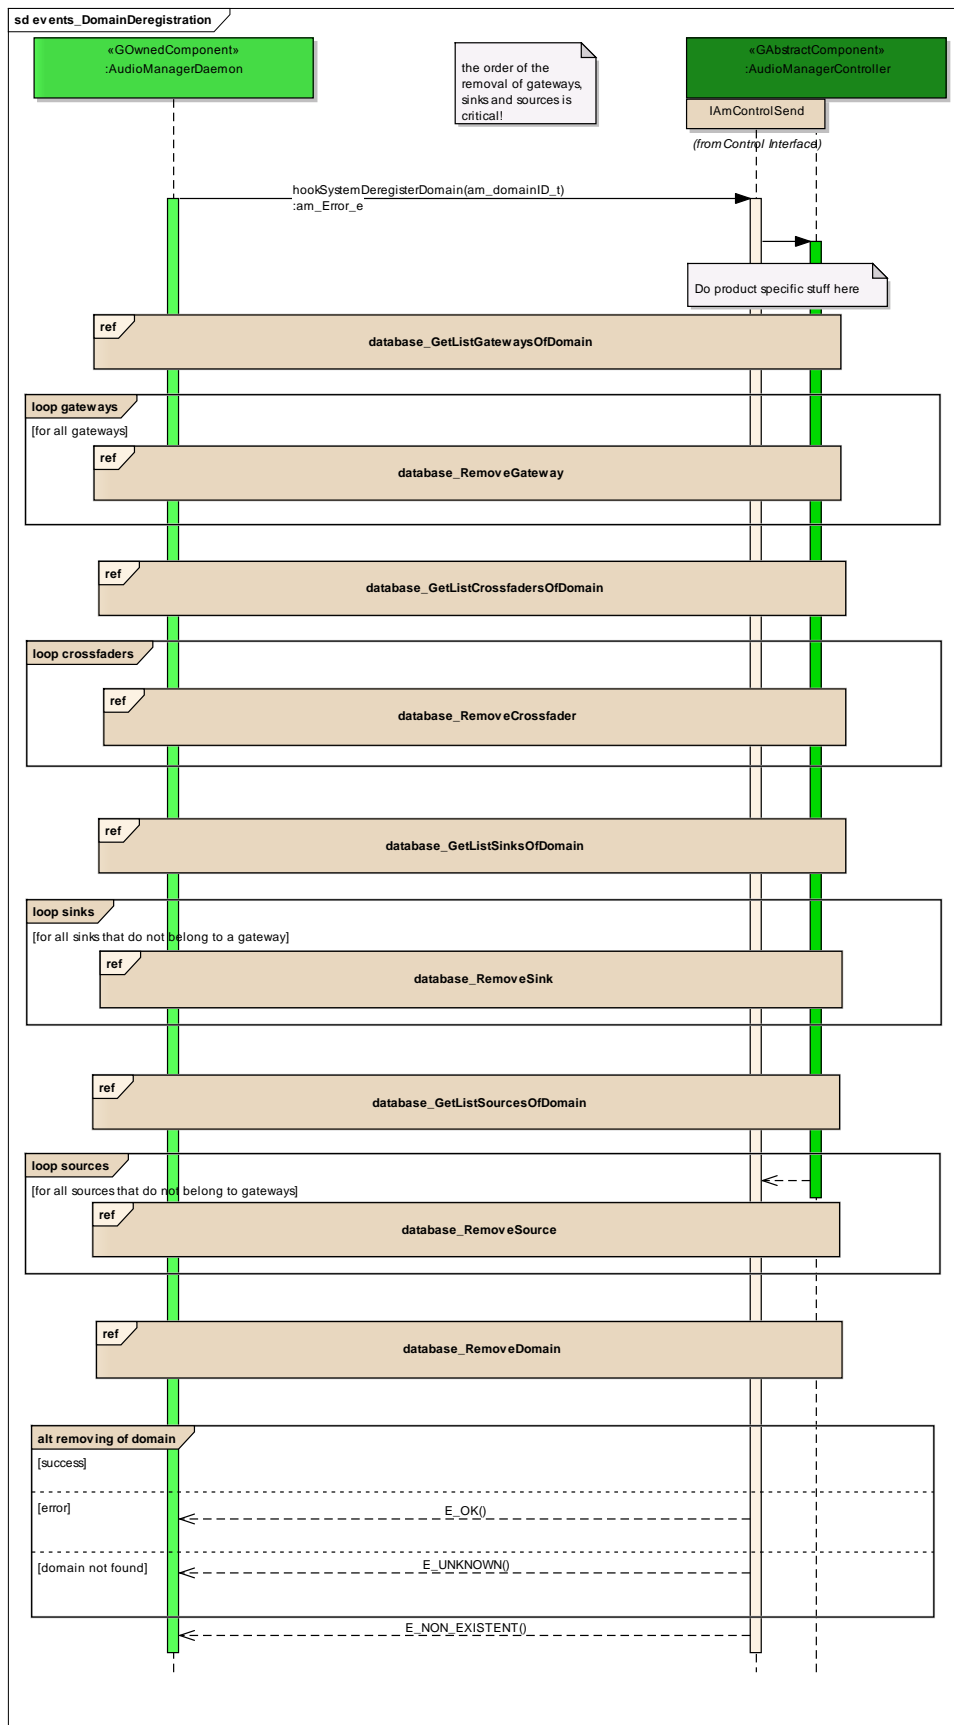 sd events_DomainDeregistration
«GOwnedComponent»
:AudioManagerDaemon
the order of the
removal of gateways,
sinks and sources is
critical!
«GAbstractComponent»
:AudioManagerController
IAmControlSend
(from Control Interface)
hookSystemDeregisterDomain(am_domainID_t)
:am_Error_e
Do product specific stuff here
ref
database_GetListGatewaysOfDomain
loop gateways
[for all gateways]
ref
database_RemoveGateway
ref
database_GetListCrossfadersOfDomain
loop crossfaders
ref
database_RemoveCrossfader
ref
database_GetListSinksOfDomain
loop sinks
[for all sinks that do not belong to a gateway]
ref
database_RemoveSink
ref
database_GetListSourcesOfDomain
loop sources
[for all sources that do not belong to gateways]
ref
database_RemoveSource
ref
database_RemoveDomain
alt removing of domain
[success]
[error]
E_OK()
[domain not found]
E_UNKNOWN()
E_NON_EXISTENT()